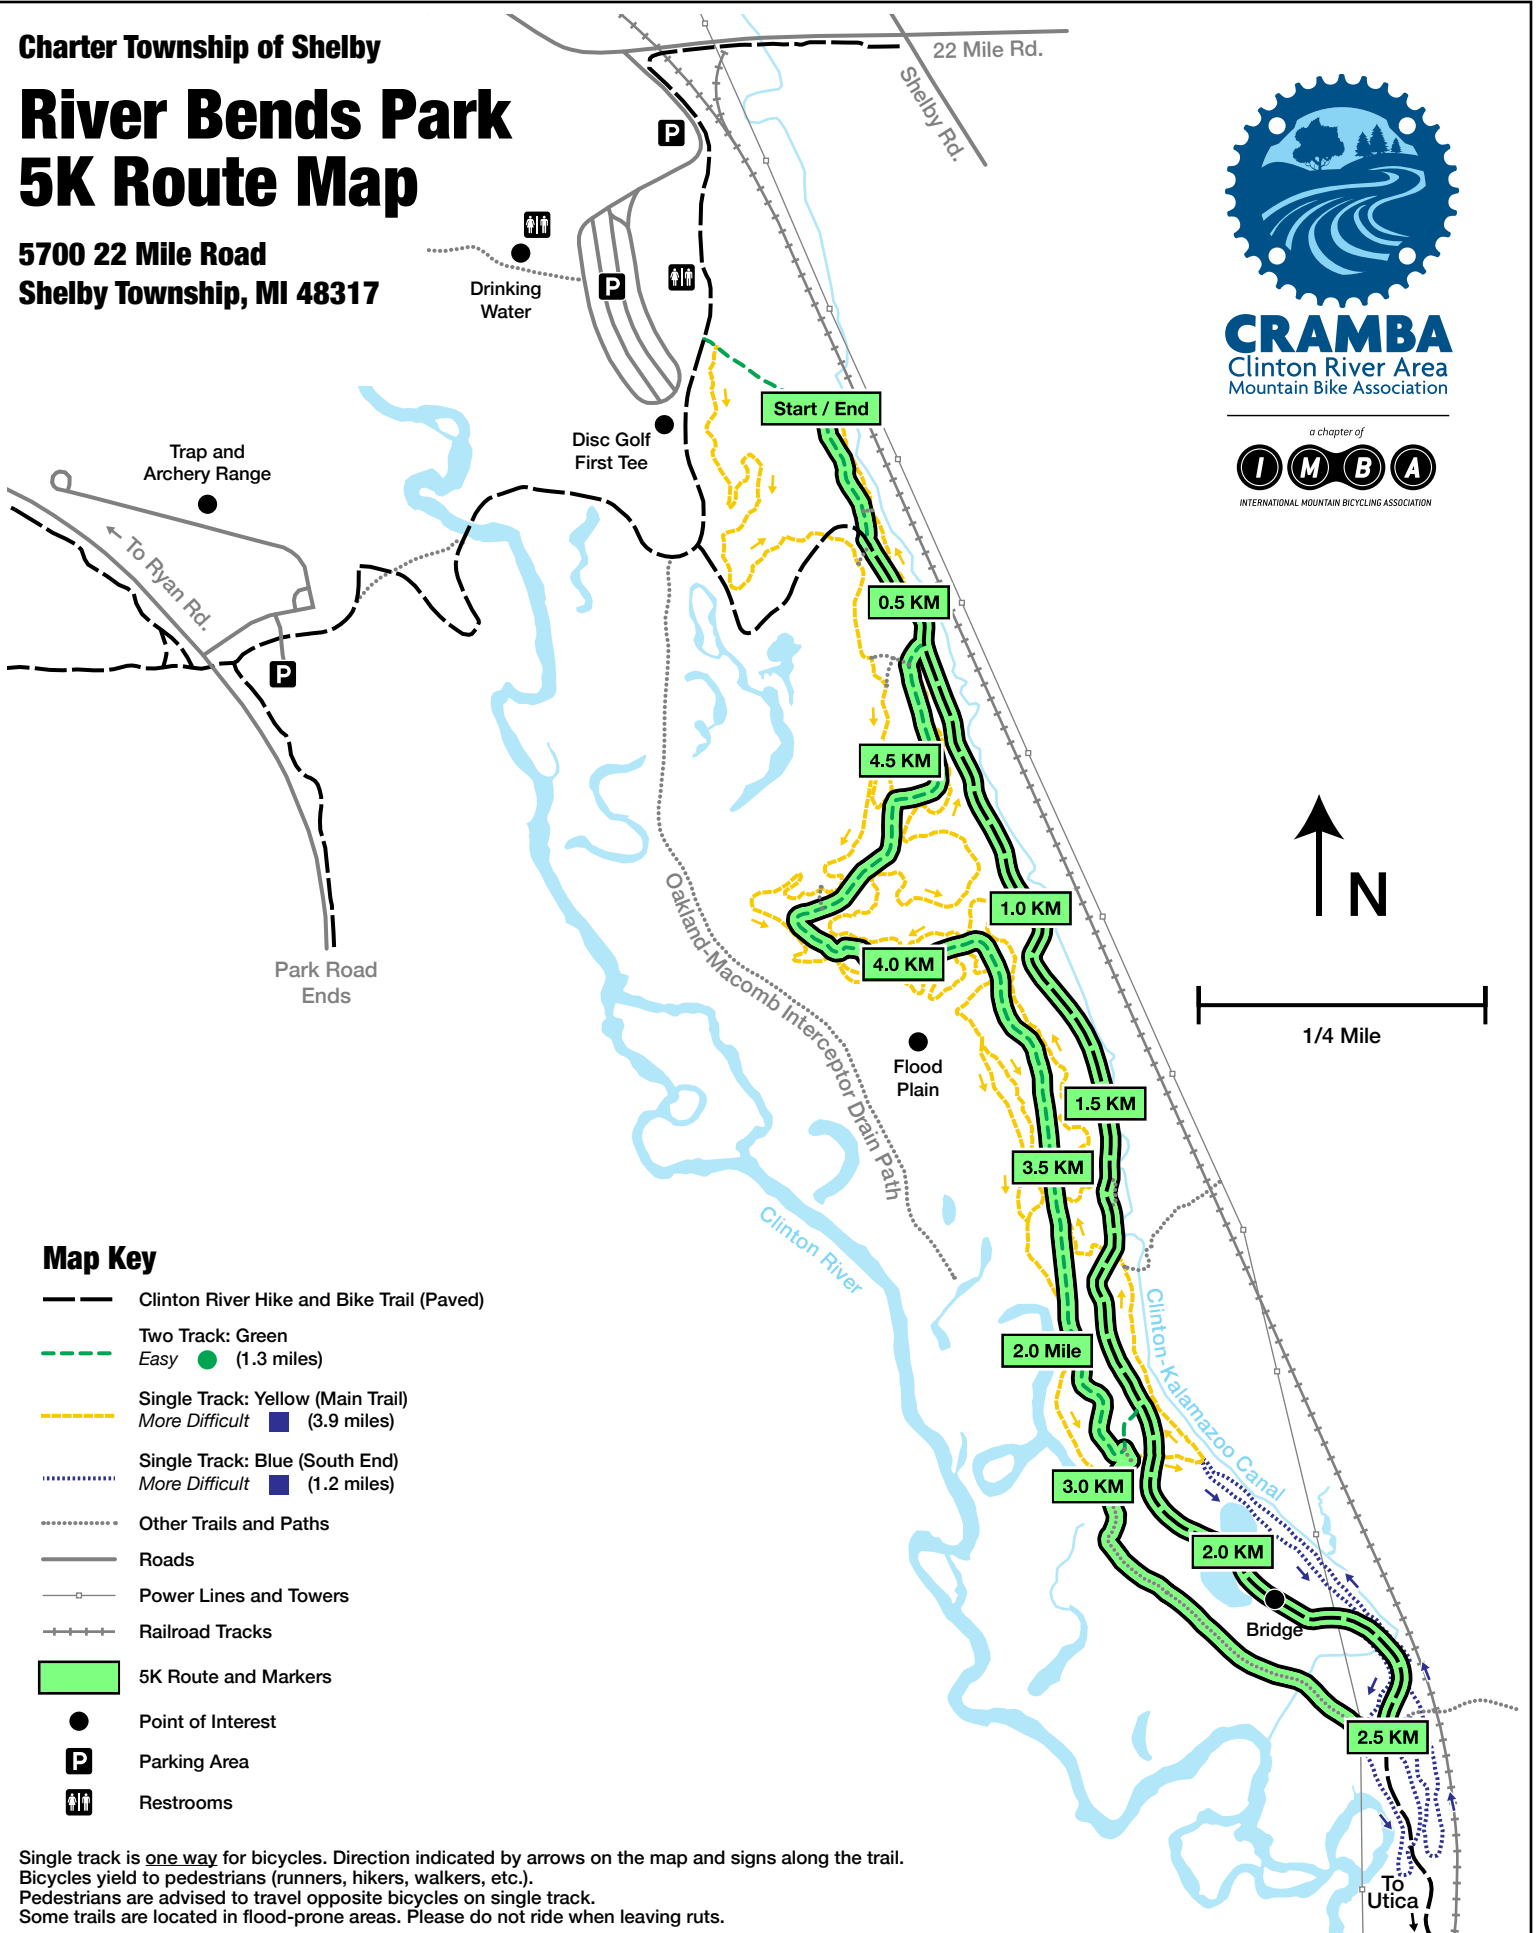 Charter Township of Shelby
River Bends Park
5K Route Map
5700 22 Mile Road
Shelby Township, MI 48317
22 Mile Rd.
Shelby Rd.
P
Drinking
Water
P
CRAMBA
Clinton River Area
Mountain Bike Association
a chapter of
I M B A
INTERNATIONAL MOUNTAIN BICYCLING ASSOCIATION
Start / End
Disc Golf
First Tee
Trap and
Archery Range
To Ryan Rd.
P
0.5 KM
4.5 KM
1.0 KM
4.0 KM
N
Oakland-Macomb Interceptor Drain Path
Park Road
Ends
1/4 Mile
Flood
Plain
1.5 KM
3.5 KM
Clinton River
2.0 Mile
Clinton-Kalamazoo Canal
3.0 KM
2.0 KM
Bridge
2.5 KM
To
Utica
Map Key
Clinton River Hike and Bike Trail (Paved)
Two Track: Green
Easy (1.3 miles)
Single Track: Yellow (Main Trail)
More Difficult (3.9 miles)
Single Track: Blue (South End)
More Difficult (1.2 miles)
Other Trails and Paths
Roads
Power Lines and Towers
Railroad Tracks
5K Route and Markers
Point of Interest
P Parking Area
Restrooms
Single track is one way for bicycles. Direction indicated by arrows on the map and signs along the trail.
Bicycles yield to pedestrians (runners, hikers, walkers, etc.).
Pedestrians are advised to travel opposite bicycles on single track.
Some trails are located in flood-prone areas. Please do not ride when leaving ruts.